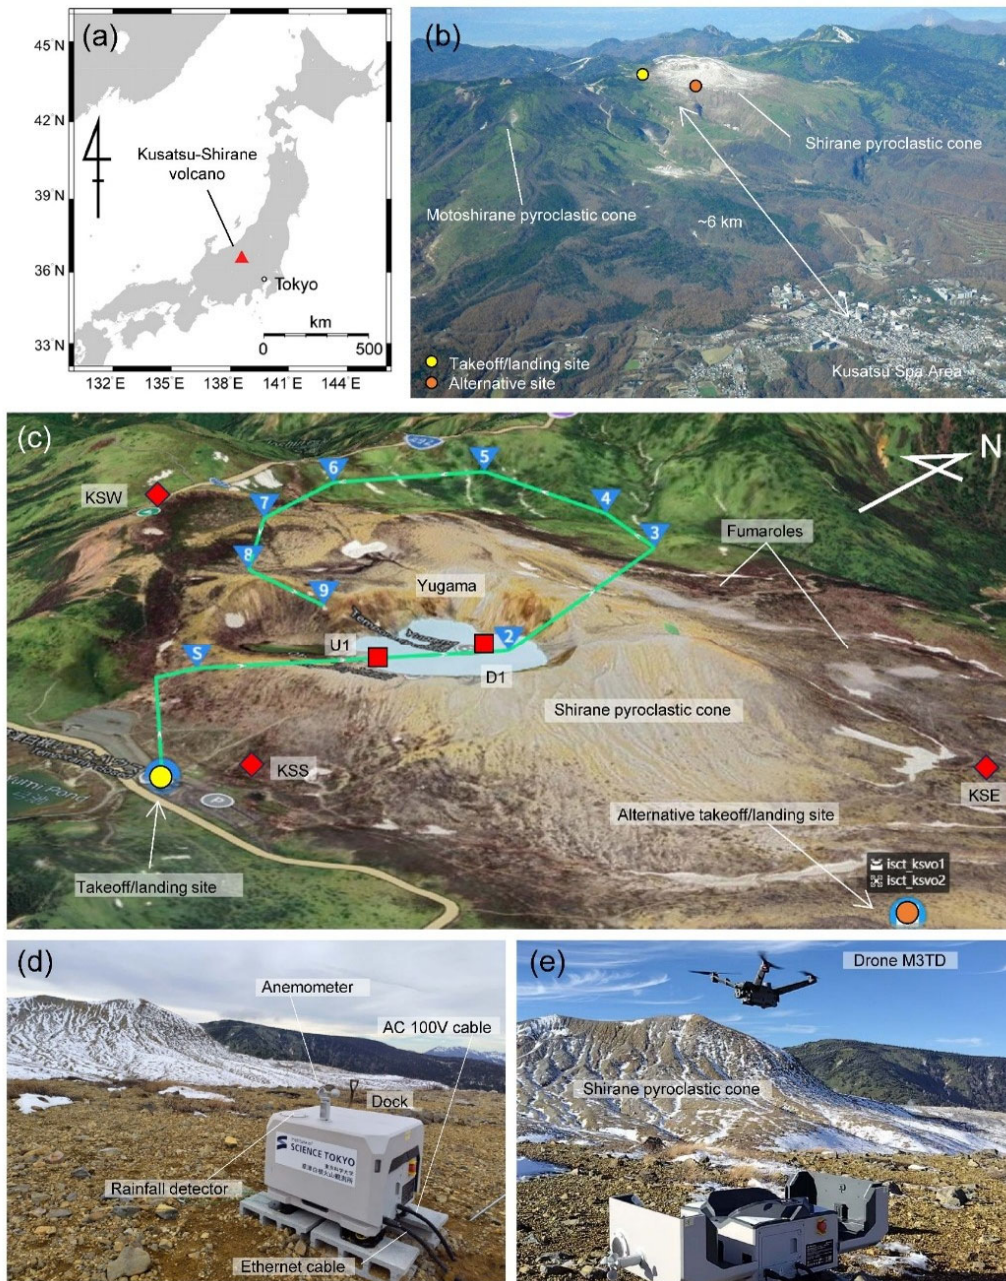 (a)
45°N
42°N
39°N
36°N
33°N
132°E
135°E
138°E
141°E
144°E
Kusatsu-Shirane
volcano
Tokyo
km
0
500
(b)
Shirane pyroclastic cone
Motoshirane pyroclastic cone
~6 km
Takeoff/landing site
Alternative site
Kusatsu Spa Area
(c)
292
N
5
6
4
7
3
KSW
Fumaroles
8
Yugama
9
U1
2
S
D1
Shirane pyroclastic cone
KSS
KSE
P
Alternative takeoff/landing site
isct_ksvo1
isct_ksvo2
Takeoff/landing site
(d)
Anemometer
AC 100V cable
Dock
SCIENCE TOKYO
Rainfall detector
Ethernet cable
(e)
Drone M3TD
Shirane pyroclastic cone